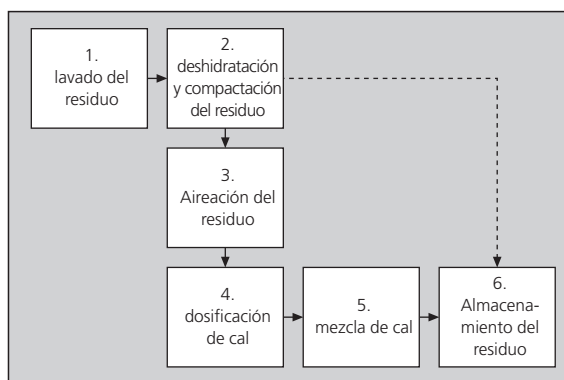 1.
lavado del
residuo
2.
deshidratación
y compactación
del residuo
3.
Aireación del
residuo
4.
dosificación
de cal
5.
mezcla de cal
6.
Almacena-
miento del
residuo